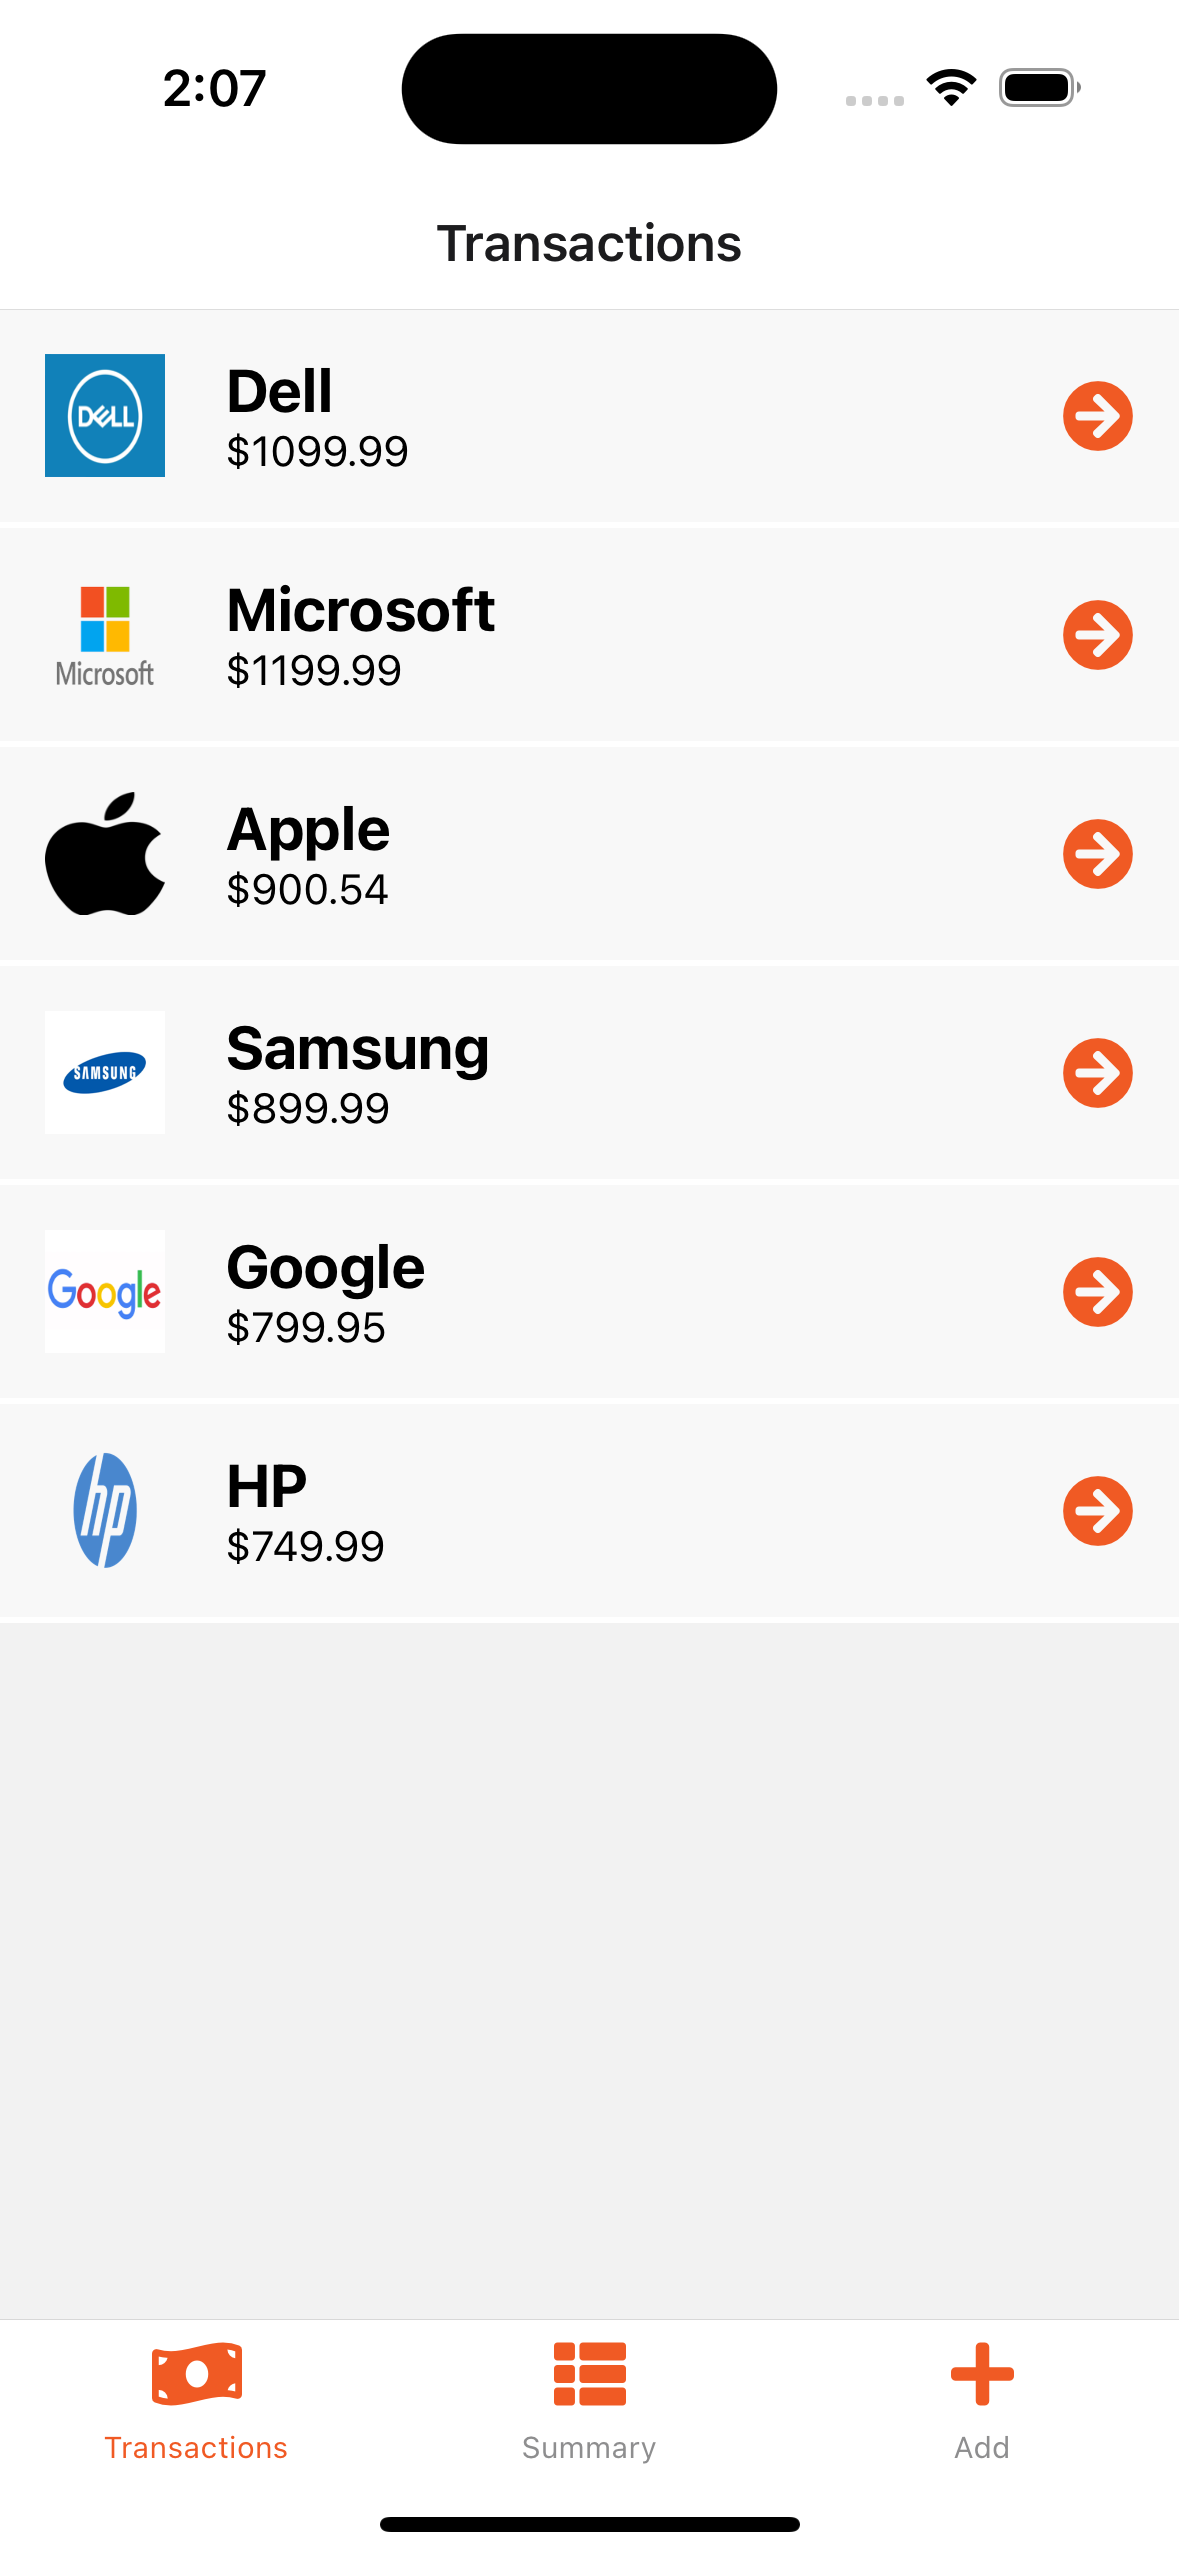 2:07
Transactions
DELL
Dell
$1099.99
Microsoft
Microsoft
$1199.99
Apple
$900.54
SAMSUNG
Samsung
$899.99
Google
Google
$799.95
hp
HP
$749.99
Transactions
Summary
Add